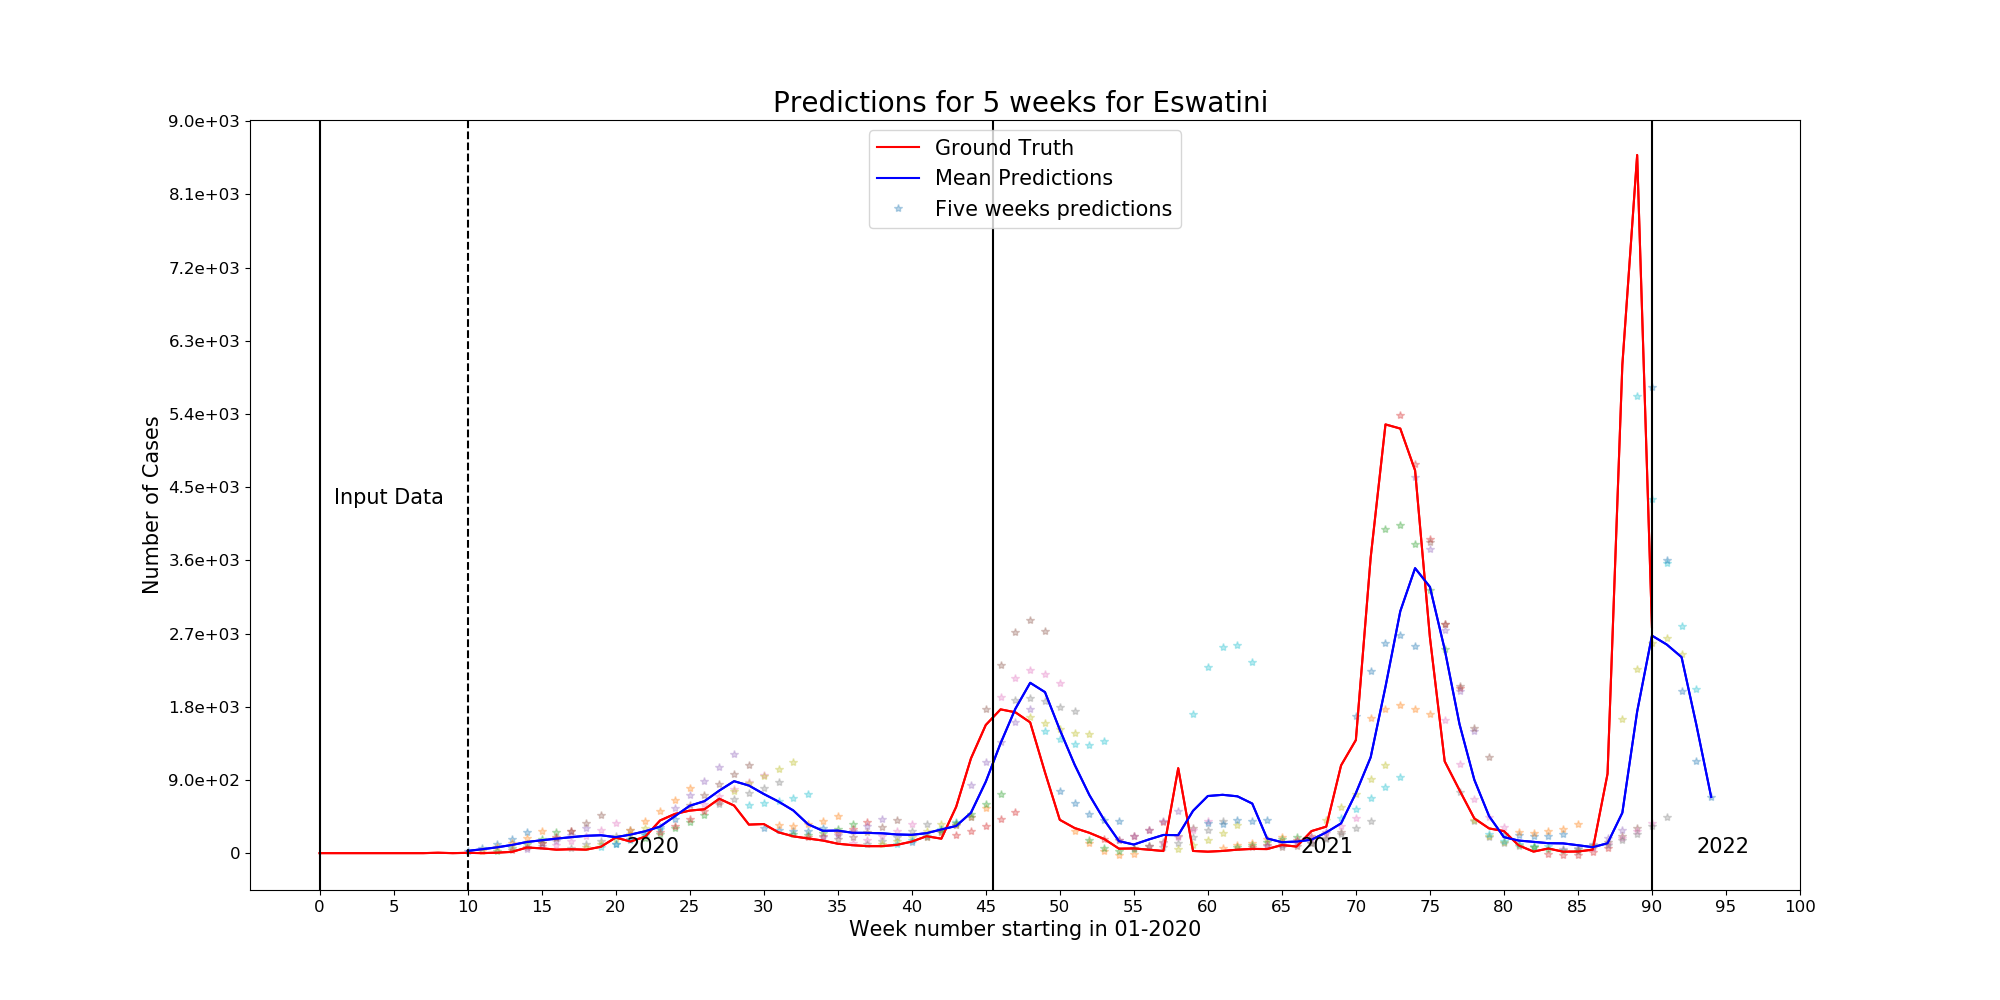 Predictions for 5 weeks for Eswatini
9.0e+03
8.1e+03
7.2e+03
6.3e+03
5.4e+03
4.5e+03
3.6e+03
2.7e+03
1.8e+03
9.0e+02
0
Number of Cases
Ground Truth
Mean Predictions
Five weeks predictions
Input Data
2020
2021
2022
0 5 10 15 20 25 30 35 40 45 50 55 60 65 70 75 80 85 90 95 100
Week number starting in 01-2020